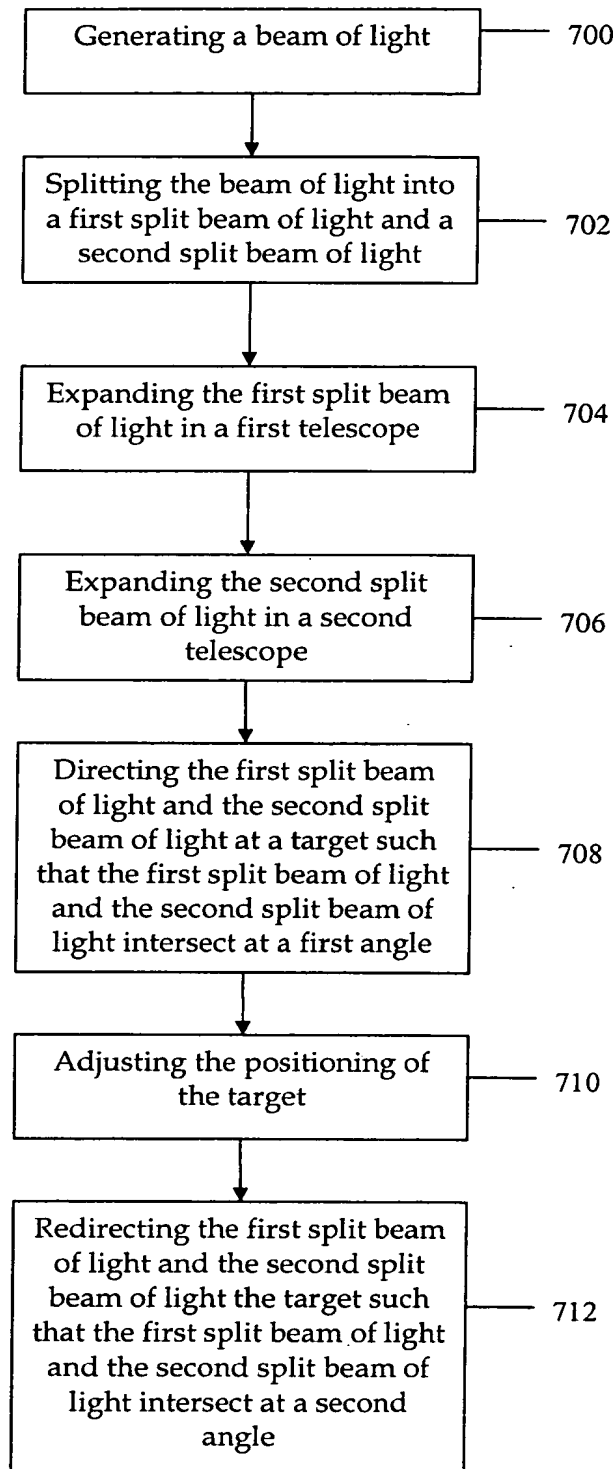 Generating a beam of light
700
Splitting the beam of light into
a first split beam of light and a
second split beam of light
702
Expanding the first split beam
of light in a first telescope
704
Expanding the second split
beam of light in a second
telescope
706
Directing the first split beam
of light and the second split
beam of light at a target such
that the first split beam of light
and the second split beam of
light intersect at a first angle
708
Adjusting the positioning of
the target
710
Redirecting the first split beam
of light and the second split
beam of light the target such
that the first split beam of light
and the second split beam of
light intersect at a second
angle
712